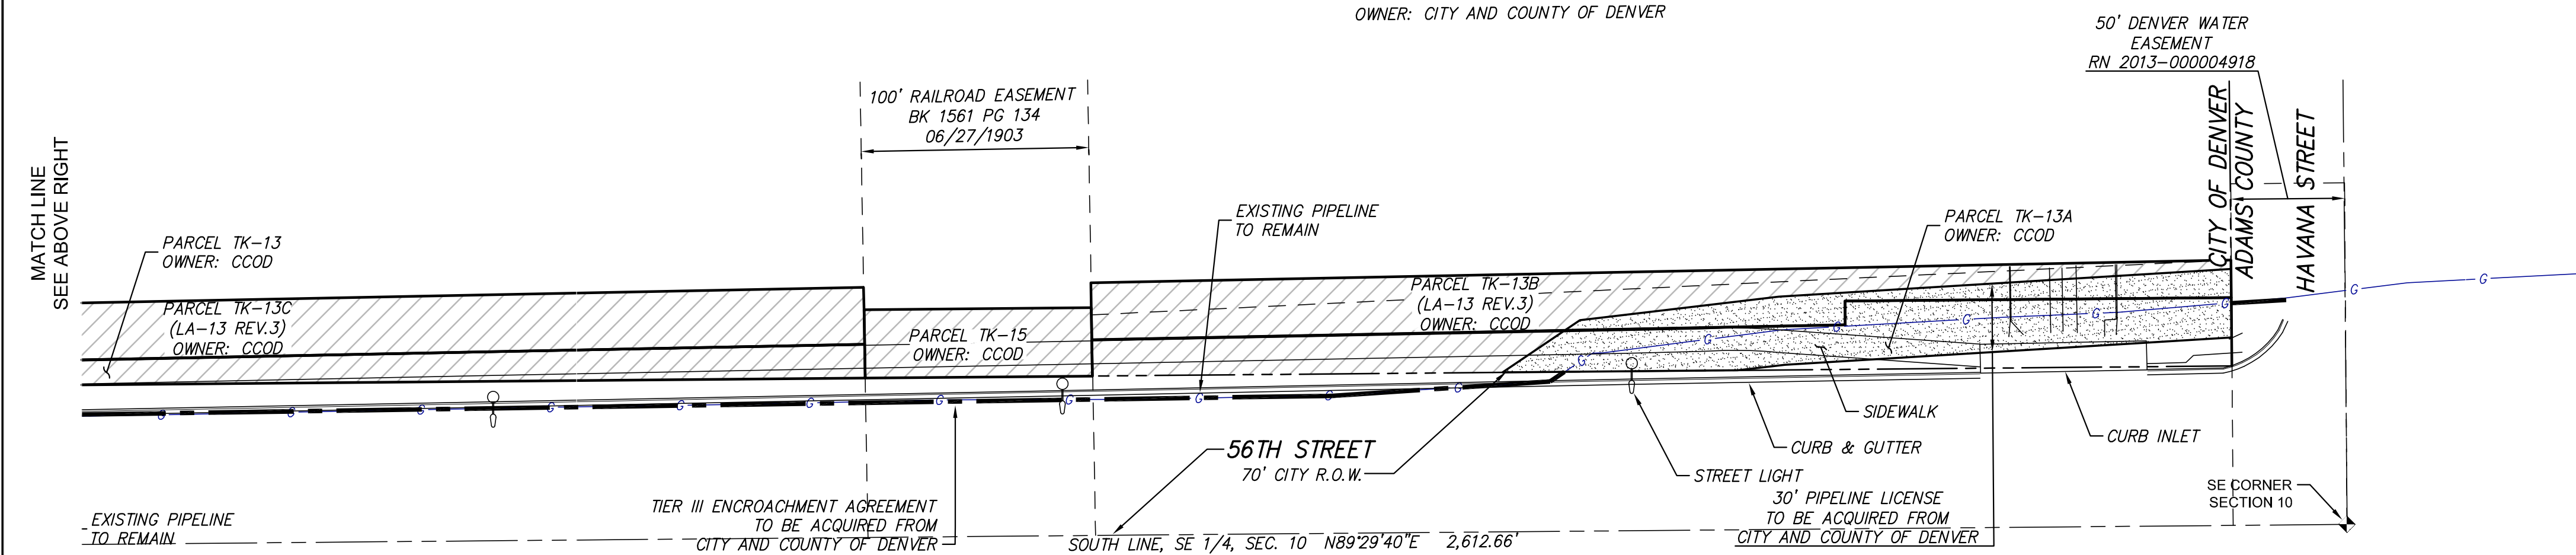 OWNER: CITY AND COUNTY OF DENVER
50' DENVER WATER
EASEMENT
RN 2013-000004918
100' RAILROAD EASEMENT
BK 1561 PG 134
06/27/1903
CITY OF DENVER
ADAMS COUNTY
HAVANA STREET
MATCH LINE
SEE ABOVE RIGHT
EXISTING PIPELINE
TO REMAIN
PARCEL TK-13A
OWNER: CCOD
PARCEL TK-13
OWNER: CCOD
PARCEL TK-13C
(LA-13 REV.3)
OWNER: CCOD
PARCEL TK-15
OWNER: CCOD
PARCEL TK-13B
(LA-13 REV.3)
OWNER: CCOD
G G G G G G G G G G G G G G G G G G G
SIDEWALK
CURB INLET
CURB & GUTTER
STREET LIGHT
56TH STREET
70' CITY R.O.W.
TIER III ENCROACHMENT AGREEMENT
TO BE ACQUIRED FROM
CITY AND COUNTY OF DENVER
30' PIPELINE LICENSE
TO BE ACQUIRED FROM
CITY AND COUNTY OF DENVER
SE CORNER
SECTION 10
EXISTING PIPELINE
TO REMAIN
SOUTH LINE, SE 1/4, SEC. 10 N89°29'40"E 2,612.66'